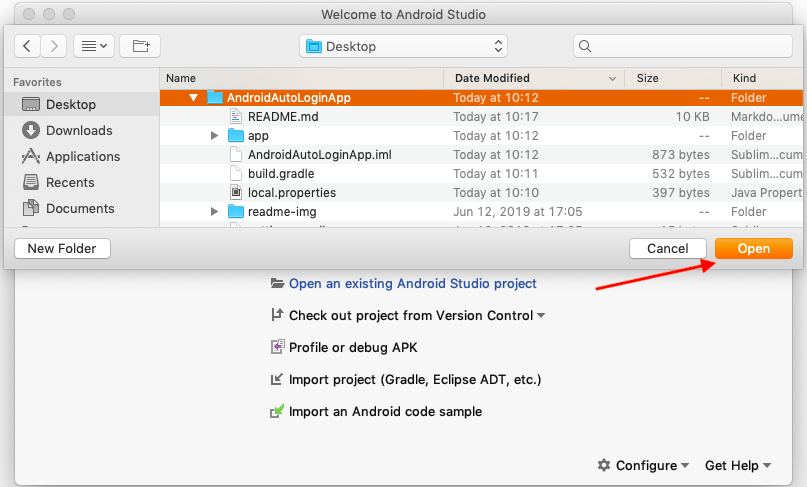 Welcome to Android Studio
Desktop
Favorites
Desktop
Downloads
Applications
Recents
Documents
Name Date Modified Size Kind
AndroidAutoLoginApp Today at 10:12 -- Folder
README.md Today at 10:17 10 KB Markdo...ume
app Today at 10:12 -- Folder
AndroidAutoLoginApp.iml Today at 10:12 873 bytes Sublim...cum
build.gradle Today at 10:11 532 bytes Sublim...cum
local.properties Today at 10:10 397 bytes Java Propert
readme-img Jun 12, 2019 at 17:05 -- Folder
New Folder Cancel Open
Open an existing Android Studio project
Check out project from Version Control
Profile or debug APK
Import project (Gradle, Eclipse ADT, etc.)
Import an Android code sample
Configure Get Help